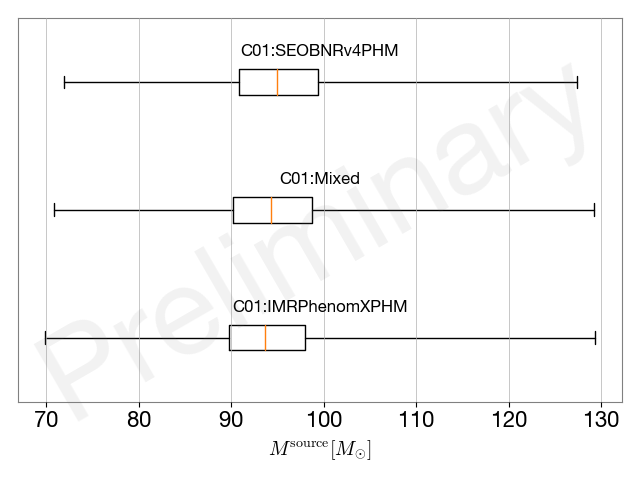 C01:SEOBNRv4PHM
C01:Mixed
C01:IMRPhenomXPHM
70 80 90 100 110 120 130
M^source[M_⊙]
Preliminary